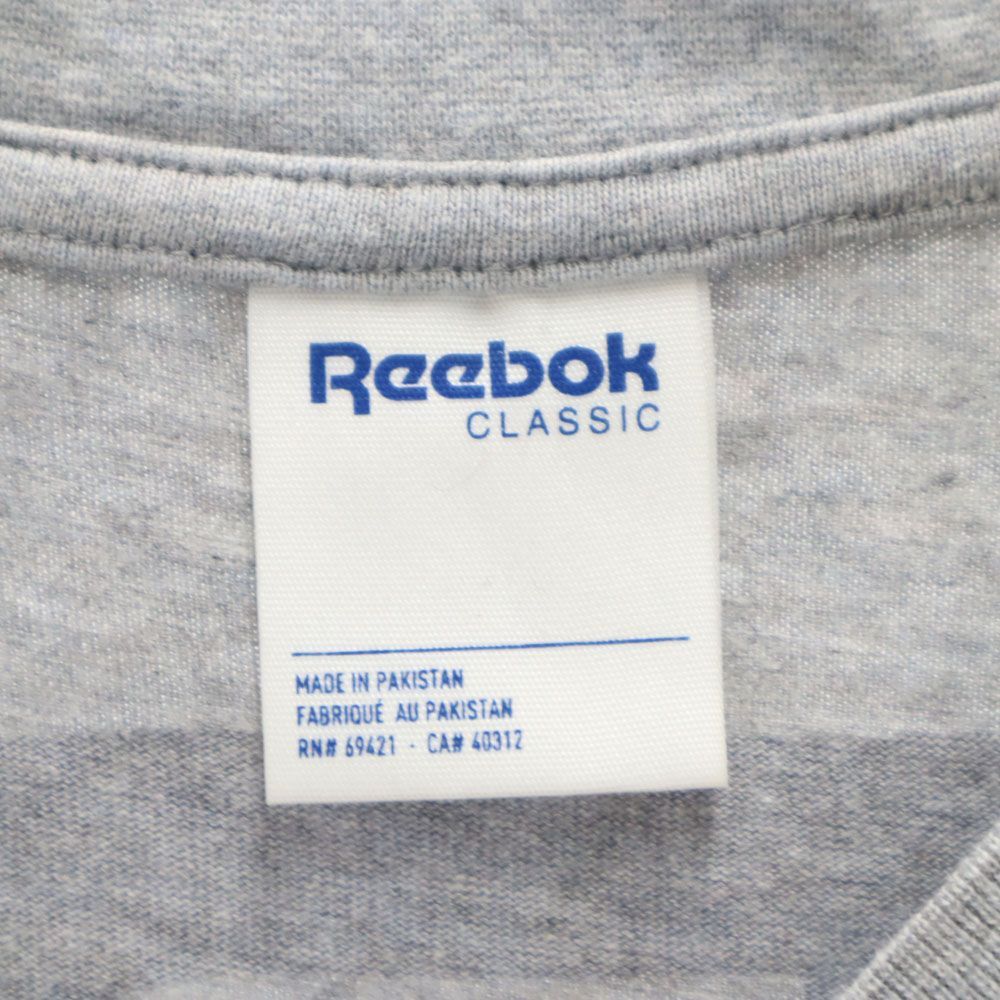 Reebok
CLASSIC
MADE IN PAKISTAN
FABRIQUÉ AU PAKISTAN
RN# 69421 - CA# 40312